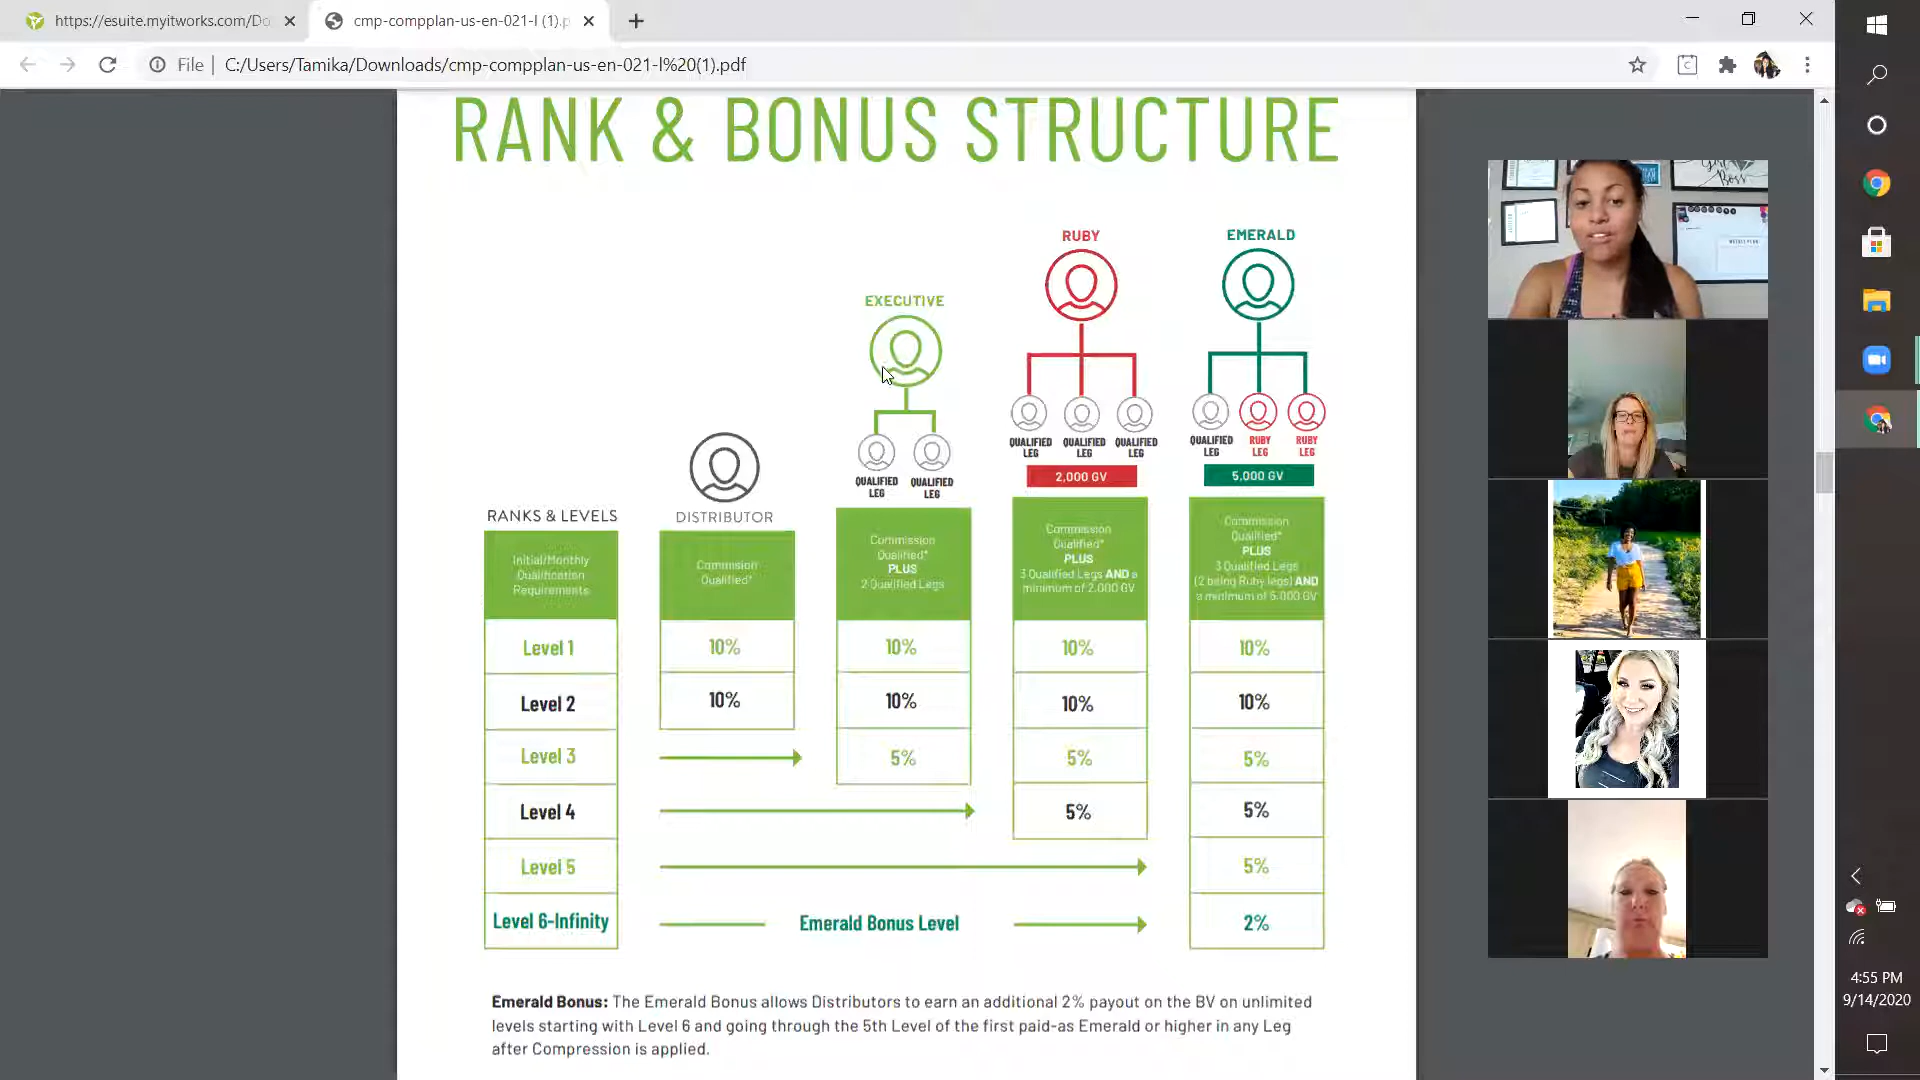 https://esuite.myitworks.com/Do
cmp-compplan-us-en-021-l (1).p
File
C:/Users/Tamika/Downloads/cmp-compplan-us-en-021-l%20(1).pdf
RANK & BONUS STRUCTURE
RUBY
EMERALD
EXECUTIVE
QUALIFIED LEG
QUALIFIED LEG
QUALIFIED LEG
QUALIFIED LEG
RUBY LEG
RUBY LEG
2,000 GV
5,000 GV
QUALIFIED LEG
QUALIFIED LEG
RANKS & LEVELS
DISTRIBUTOR
Initial/Monthly
Qualification
Requirements
Commision
Qualified*
Commission
Qualified*
PLUS
2 Qualified Legs
Commission
Qualified*
PLUS
3 Qualified Legs AND a
minimum of 2,000 GV
Commission
Qualified*
PLUS
3 Qualified Legs
(2 being Ruby legs) AND
a minimum of 5,000 GV
Level 1 10% 10% 10% 10%
Level 2 10% 10% 10% 10%
Level 3 5% 5% 5%
Level 4 5% 5%
Level 5 5%
Level 6-Infinity Emerald Bonus Level 2%
Emerald Bonus: The Emerald Bonus allows Distributors to earn an additional 2% payout on the BV on unlimited
levels starting with Level 6 and going through the 5th Level of the first paid-as Emerald or higher in any Leg
after Compression is applied.
Boss
4:55 PM
9/14/2020